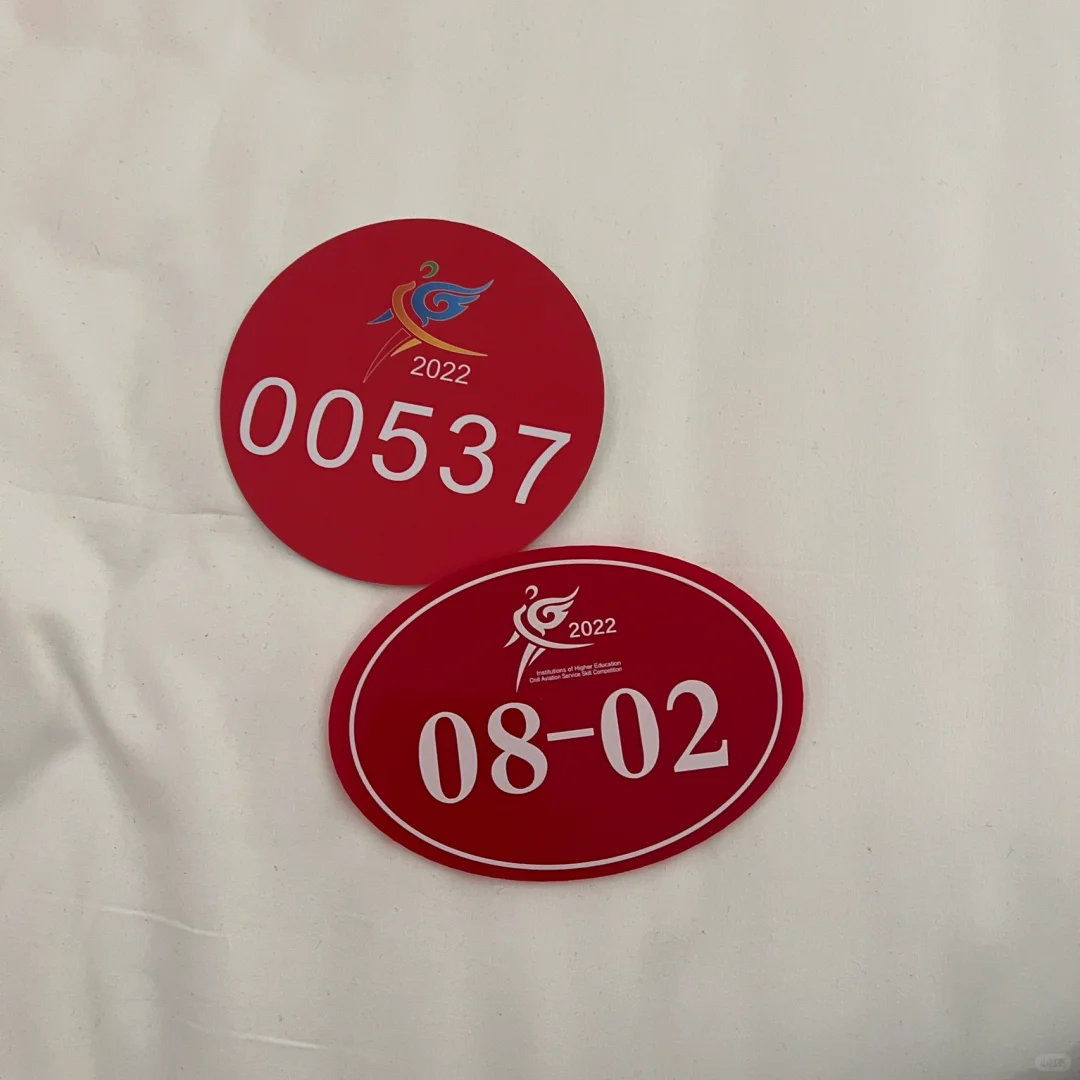 2022
00537
2022
Institutions of Higher Education
Civil Aviation Service Skill Competition
08-02